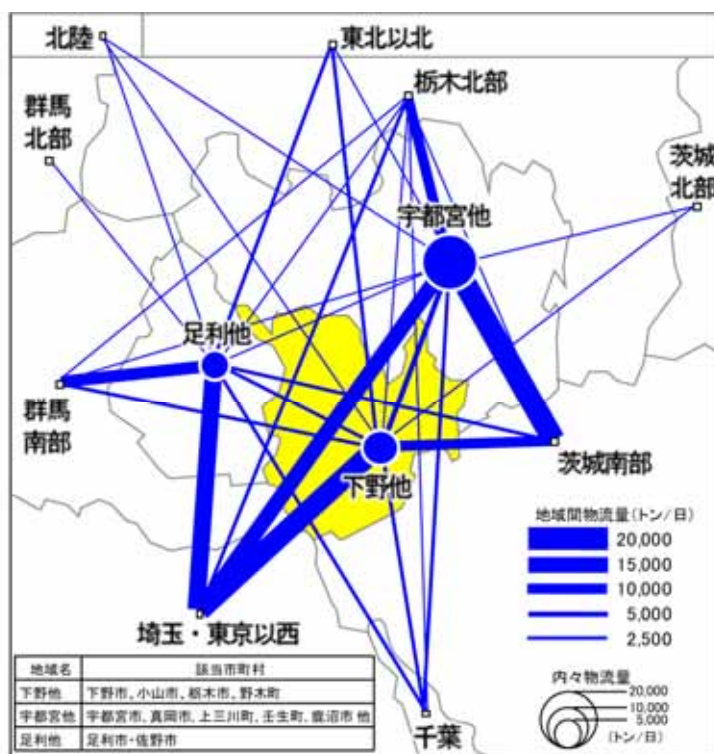 北陸
東北以北
栃木北部
群馬
北部
茨城
北部
宇都宮他
足利他
群馬
南部
下野他
茨城南部
埼玉・東京以西
千葉
地域間物流量(トン/日)
20,000
15,000
10,000
5,000
2,500
内々物流量
20,000
10,000
5,000
(トン/日)
地域名 該当市町村
下野他 下野市、小山市、栃木市、野木町
宇都宮他 宇都宮市、真岡市、上三川町、壬生町、鹿沼市 他
足利他 足利市・佐野市